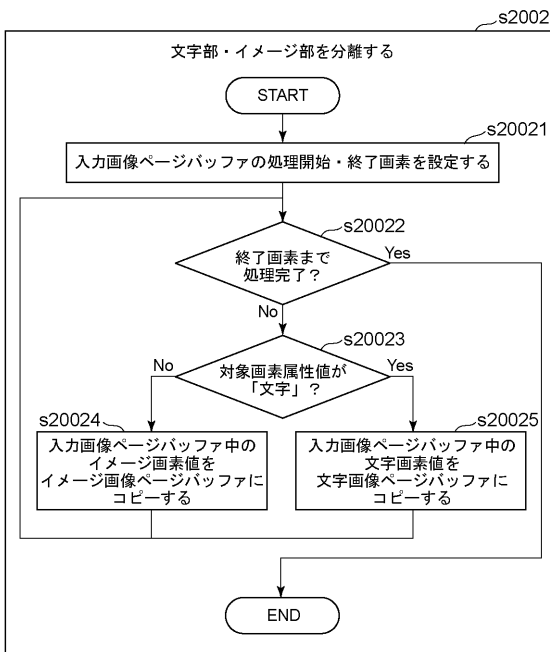 s2002
文字部・イメージ部を分離する
START
s20021
入力画像ページバッファの処理開始・終了画素を設定する
s20022
終了画素まで
処理完了？
Yes
No
s20023
対象画素属性値が
「文字」？
No
Yes
s20024
入力画像ページバッファ中の
イメージ画素値を
イメージ画像ページバッファに
コピーする
s20025
入力画像ページバッファ中の
文字画素値を
文字画像ページバッファに
コピーする
END